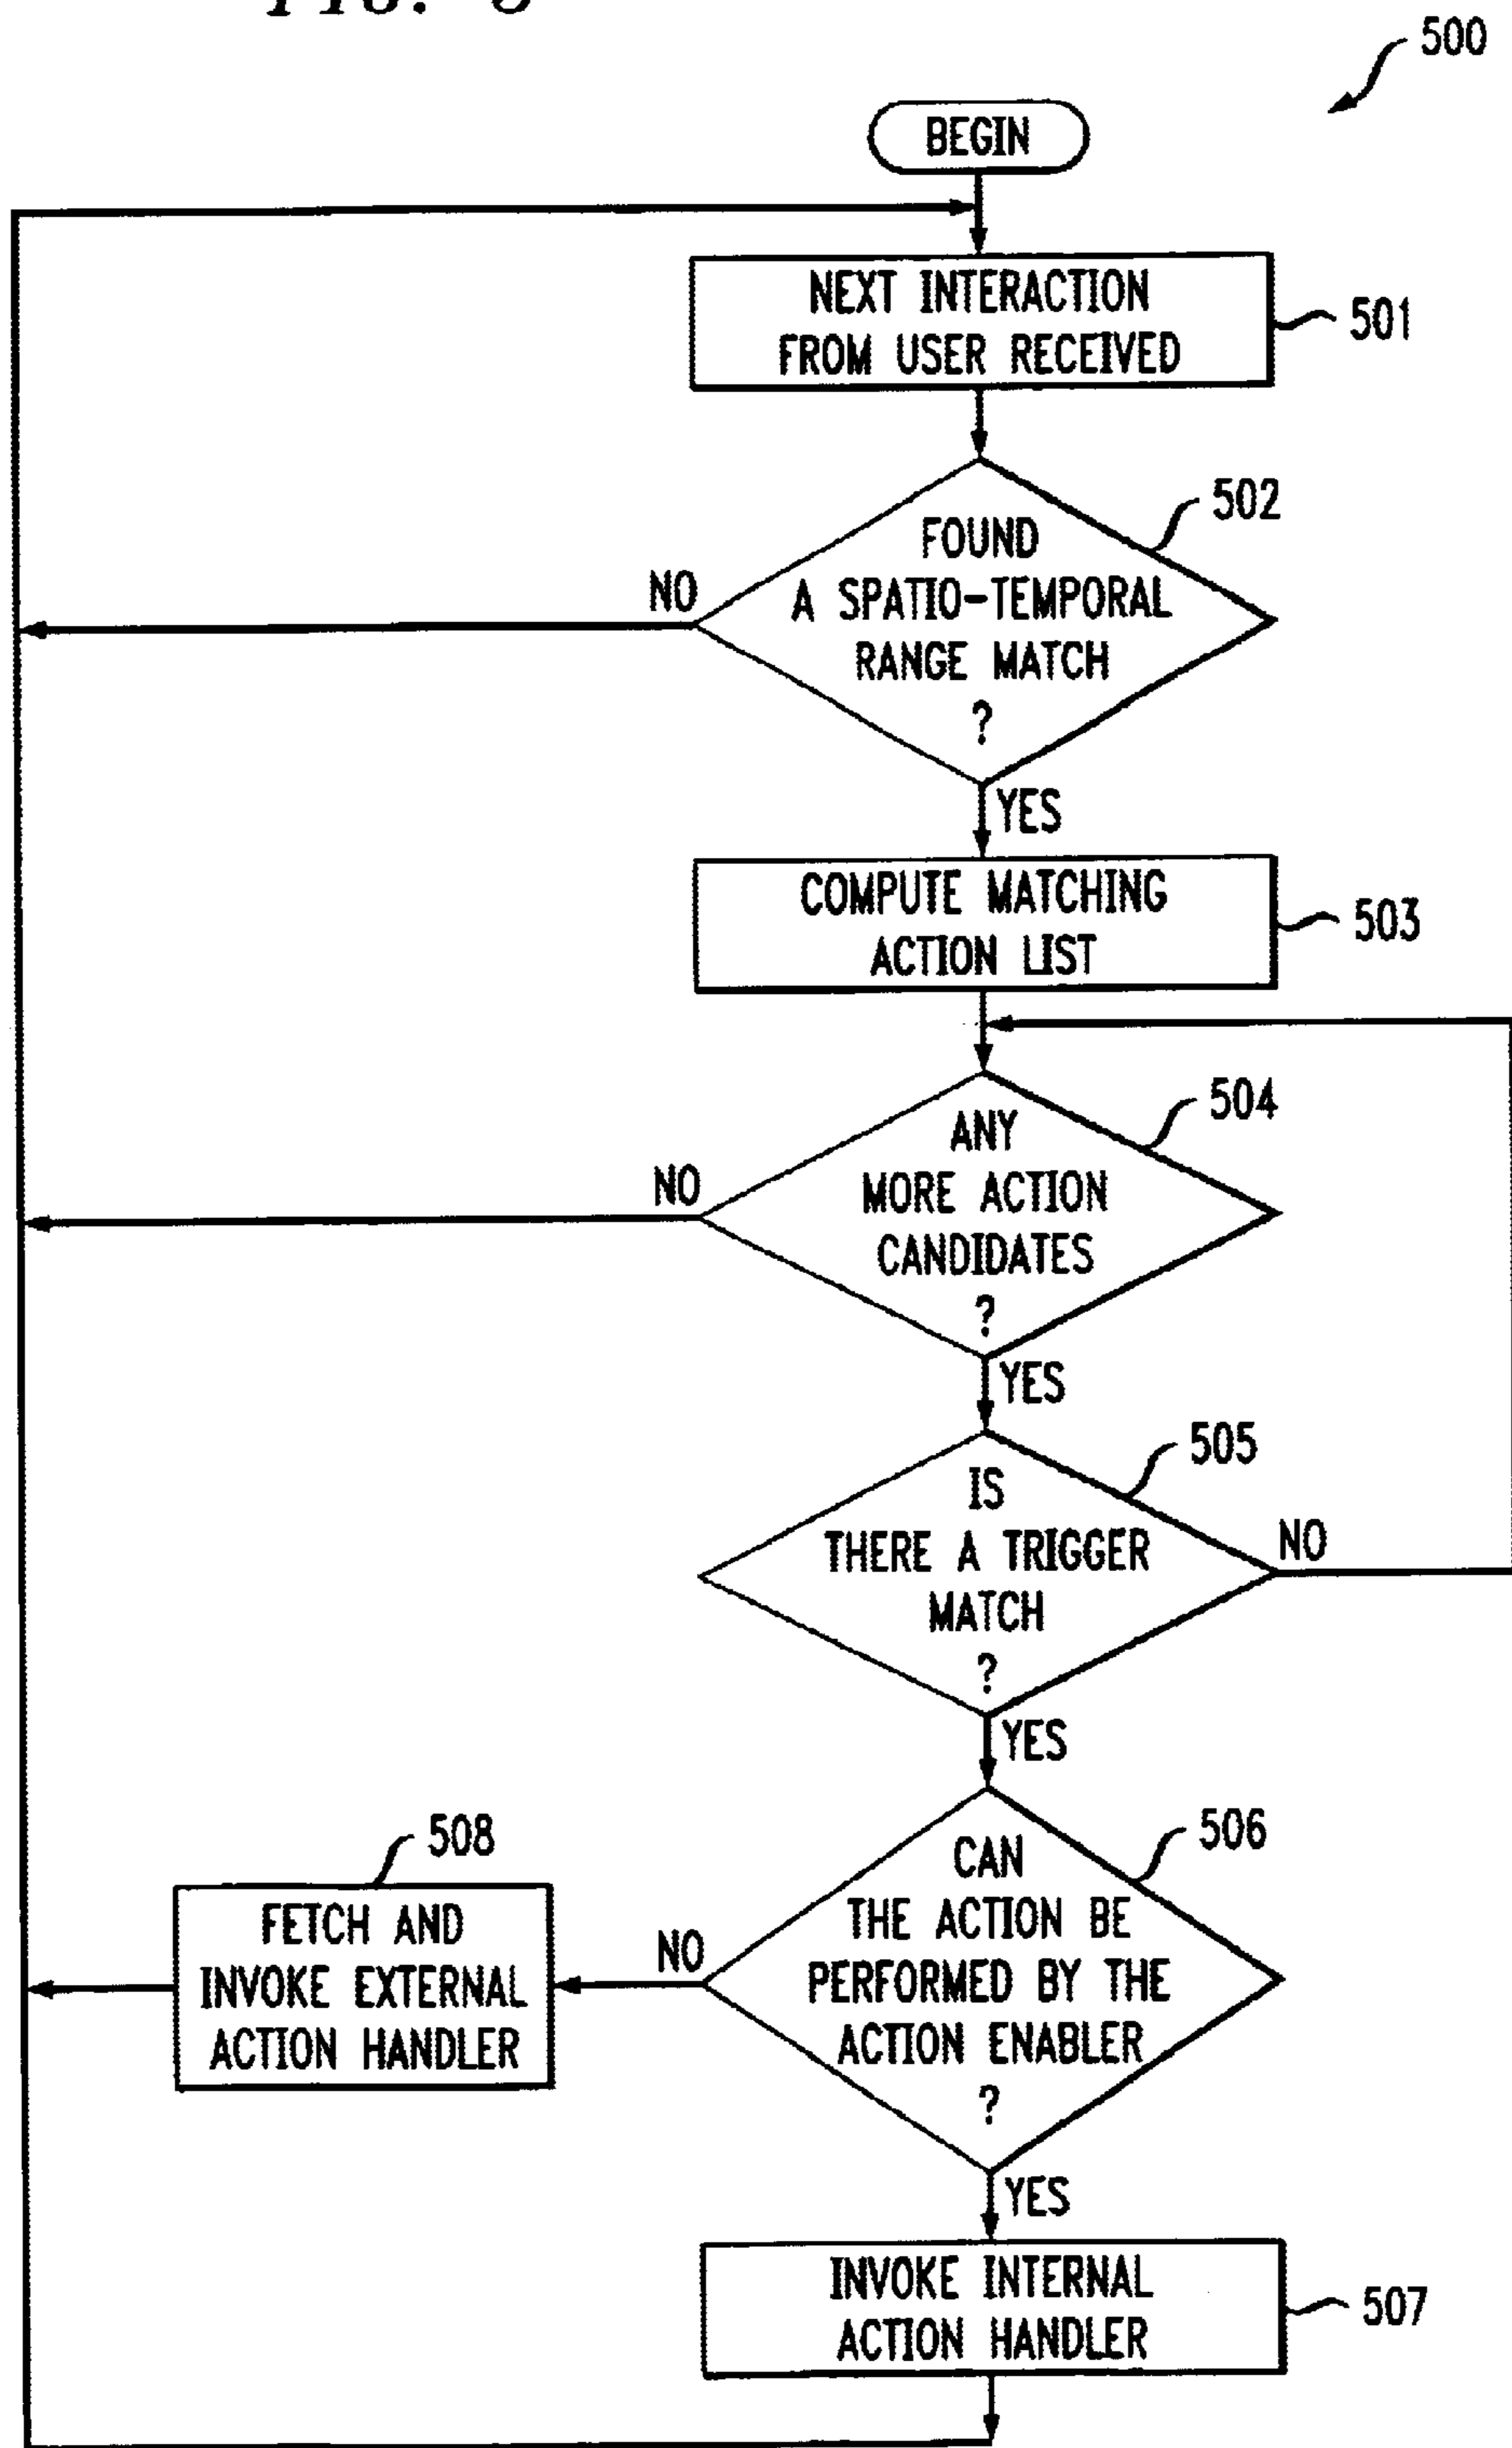 500
BEGIN
NEXT INTERACTION
FROM USER RECEIVED
501
FOUND
A SPATIO-TEMPORAL
RANGE MATCH
?
502
NO
YES
COMPUTE MATCHING
ACTION LIST
503
ANY
MORE ACTION
CANDIDATES
?
504
NO
YES
IS
THERE A TRIGGER
MATCH
?
505
NO
YES
CAN
THE ACTION BE
PERFORMED BY THE
ACTION ENABLER
?
506
NO
508
FETCH AND
INVOKE EXTERNAL
ACTION HANDLER
YES
INVOKE INTERNAL
ACTION HANDLER
507